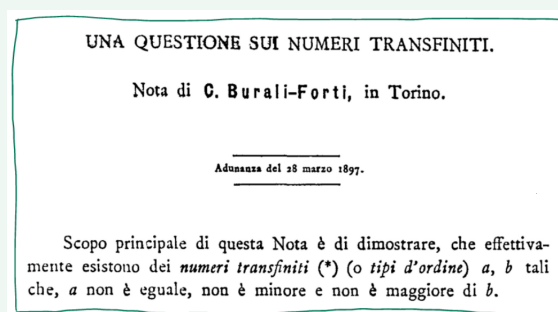 UNA QUESTIONE SUI NUMERI TRANSFINITI.
Nota di C. Burali-Forti, in Torino.
Adunanza del 28 marzo 1897.
Scopo principale di questa Nota è di dimostrare, che effettiva-
mente esistono dei numeri transfiniti (*) (o tipi d'ordine) a, b tali
che, a non è eguale, non è minore e non è maggiore di b.